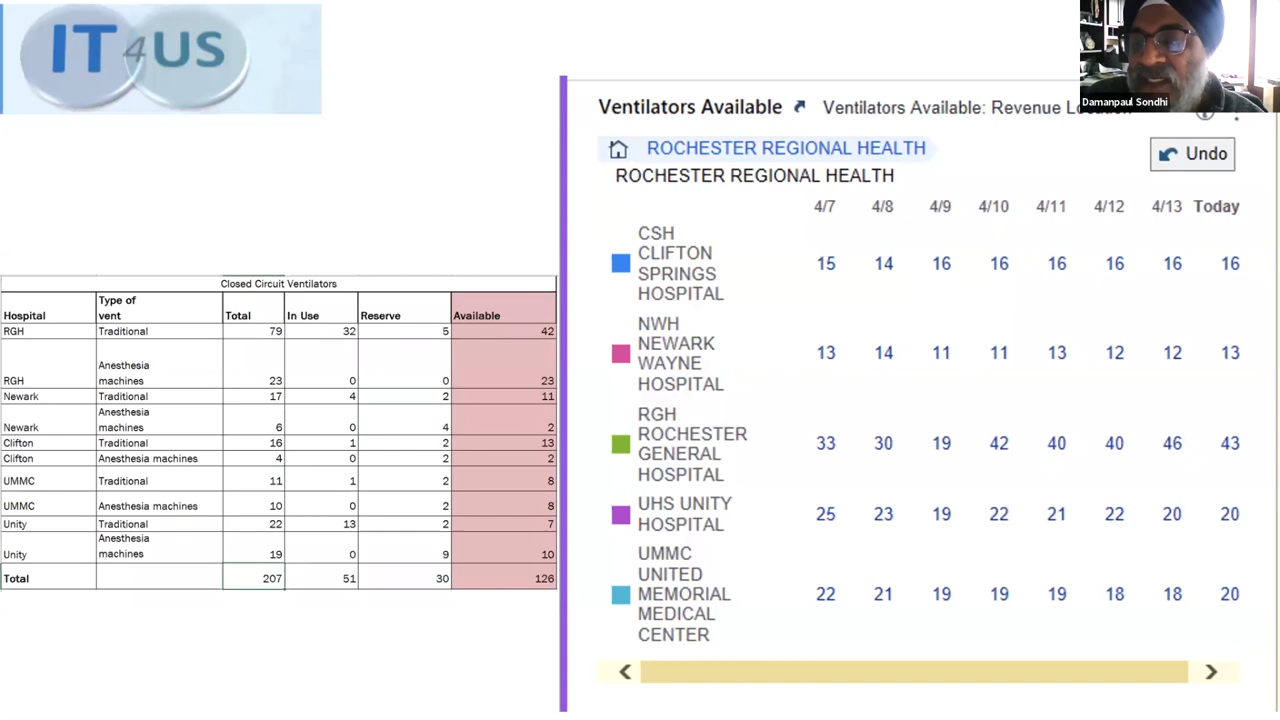 IT4US
Damanpaul Sondhi
Closed Circuit Ventilators
Hospital Type of vent Total In Use Reserve Available
RGH Traditional 79 32 5 42
RGH Anesthesia machines 23 0 0 23
Newark Traditional 17 4 2 11
Newark Anesthesia machines 6 0 4 2
Clifton Traditional 16 1 2 13
Clifton Anesthesia machines 4 0 2 2
UMMC Traditional 11 1 2 8
UMMC Anesthesia machines 10 0 2 8
Unity Traditional 22 13 2 7
Unity Anesthesia machines 19 0 9 10
Total 207 51 30 126
Ventilators Available Ventilators Available: Revenue
ROCHESTER REGIONAL HEALTH Undo
ROCHESTER REGIONAL HEALTH
4/7 4/8 4/9 4/10 4/11 4/12 4/13 Today
CSH
CLIFTON
SPRINGS
HOSPITAL
15 14 16 16 16 16 16 16
NWH
NEWARK
WAYNE
HOSPITAL
13 14 11 11 13 12 12 13
RGH
ROCHESTER
GENERAL
HOSPITAL
33 30 19 42 40 40 46 43
UHS UNITY
HOSPITAL
25 23 19 22 21 22 20 20
UMMC
UNITED
MEMORIAL
MEDICAL
CENTER
22 21 19 19 19 18 18 20